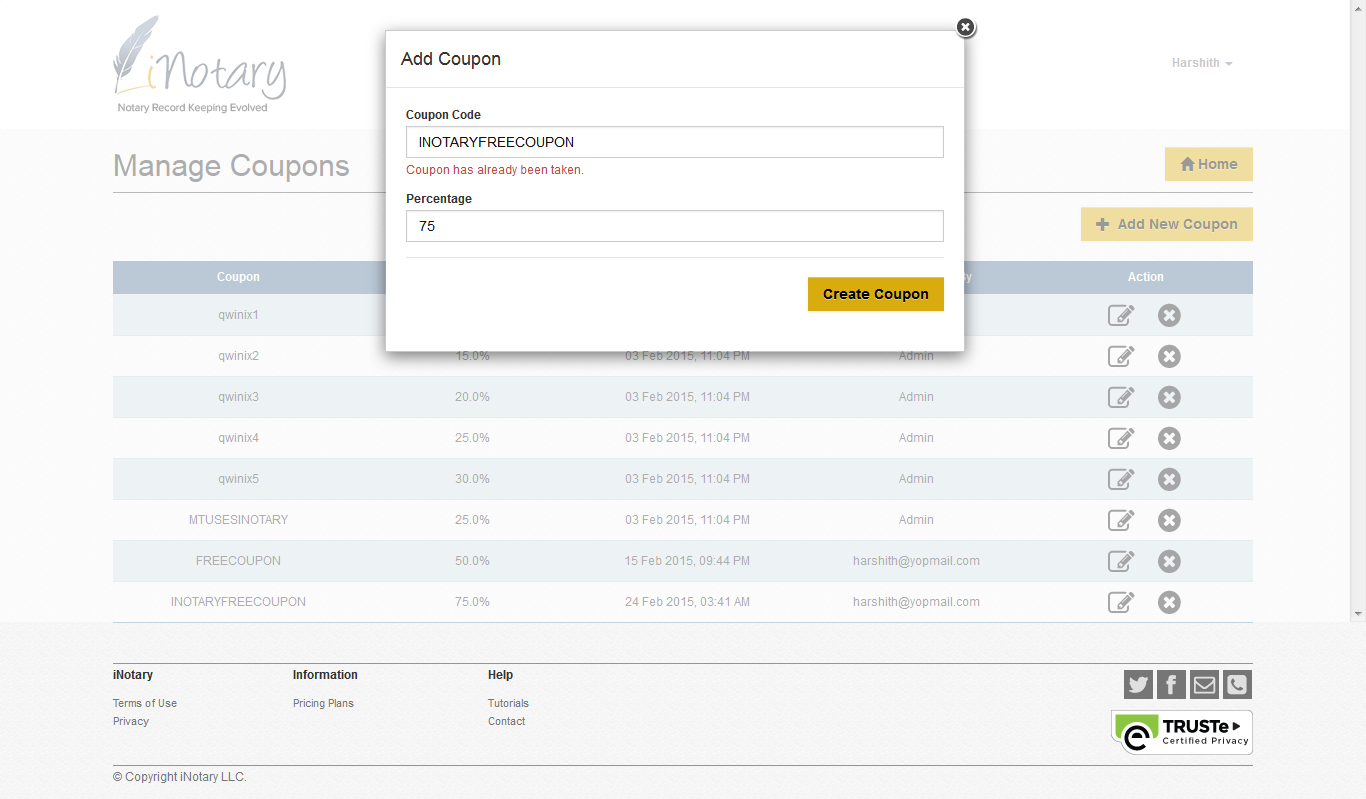 iNotary
Notary Record Keeping Evolved
Harshith
Add Coupon
Coupon Code
INOTARYFREECOUPON
Coupon has already been taken.
Percentage
75
Create Coupon
Manage Coupons
Home
Add New Coupon
Coupon Action
qwinix1
qwinix2 15.0% 03 Feb 2015, 11:04 PM Admin
qwinix3 20.0% 03 Feb 2015, 11:04 PM Admin
qwinix4 25.0% 03 Feb 2015, 11:04 PM Admin
qwinix5 30.0% 03 Feb 2015, 11:04 PM Admin
MTUSESINOTARY 25.0% 03 Feb 2015, 11:04 PM Admin
FREECOUPON 50.0% 15 Feb 2015, 09:44 PM harshith@yopmail.com
INOTARYFREECOUPON 75.0% 24 Feb 2015, 03:41 AM harshith@yopmail.com
iNotary Information Help
Terms of Use Pricing Plans Tutorials
Privacy Contact
TRUSTe
Certified Privacy
© Copyright iNotary LLC.